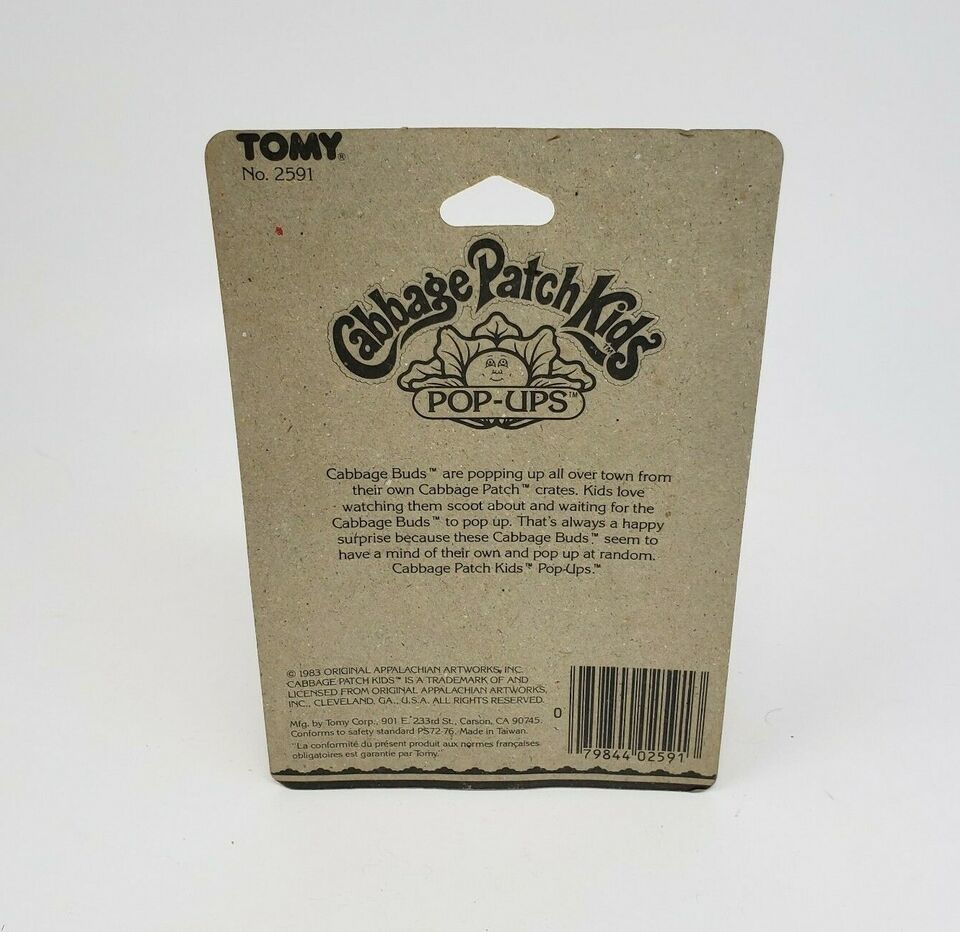 TOMY®
No. 2591
Cabbage Patch Kids™
POP-UPS™
Cabbage Buds™ are popping up all over town from
their own Cabbage Patch™ crates. Kids love
watching them scoot about and waiting for the
Cabbage Buds™ to pop up. That's always a happy
surprise because these Cabbage Buds™ seem to
have a mind of their own and pop up at random.
Cabbage Patch Kids™ Pop-Ups.™
© 1983 ORIGINAL APPALACHIAN ARTWORKS, INC.
CABBAGE PATCH KIDS™ IS A TRADEMARK OF AND
LICENSED FROM ORIGINAL APPALACHIAN ARTWORKS,
INC., CLEVELAND, GA., U.S.A. ALL RIGHTS RESERVED.
Mfg. by Tomy Corp., 901 E. 233rd St., Carson, CA 90745.
Conforms to safety standard PS72-76. Made in Taiwan.
"La conformité du présent produit aux normes françaises
obligatoires est garantie par Tomy."
0 79844 02591